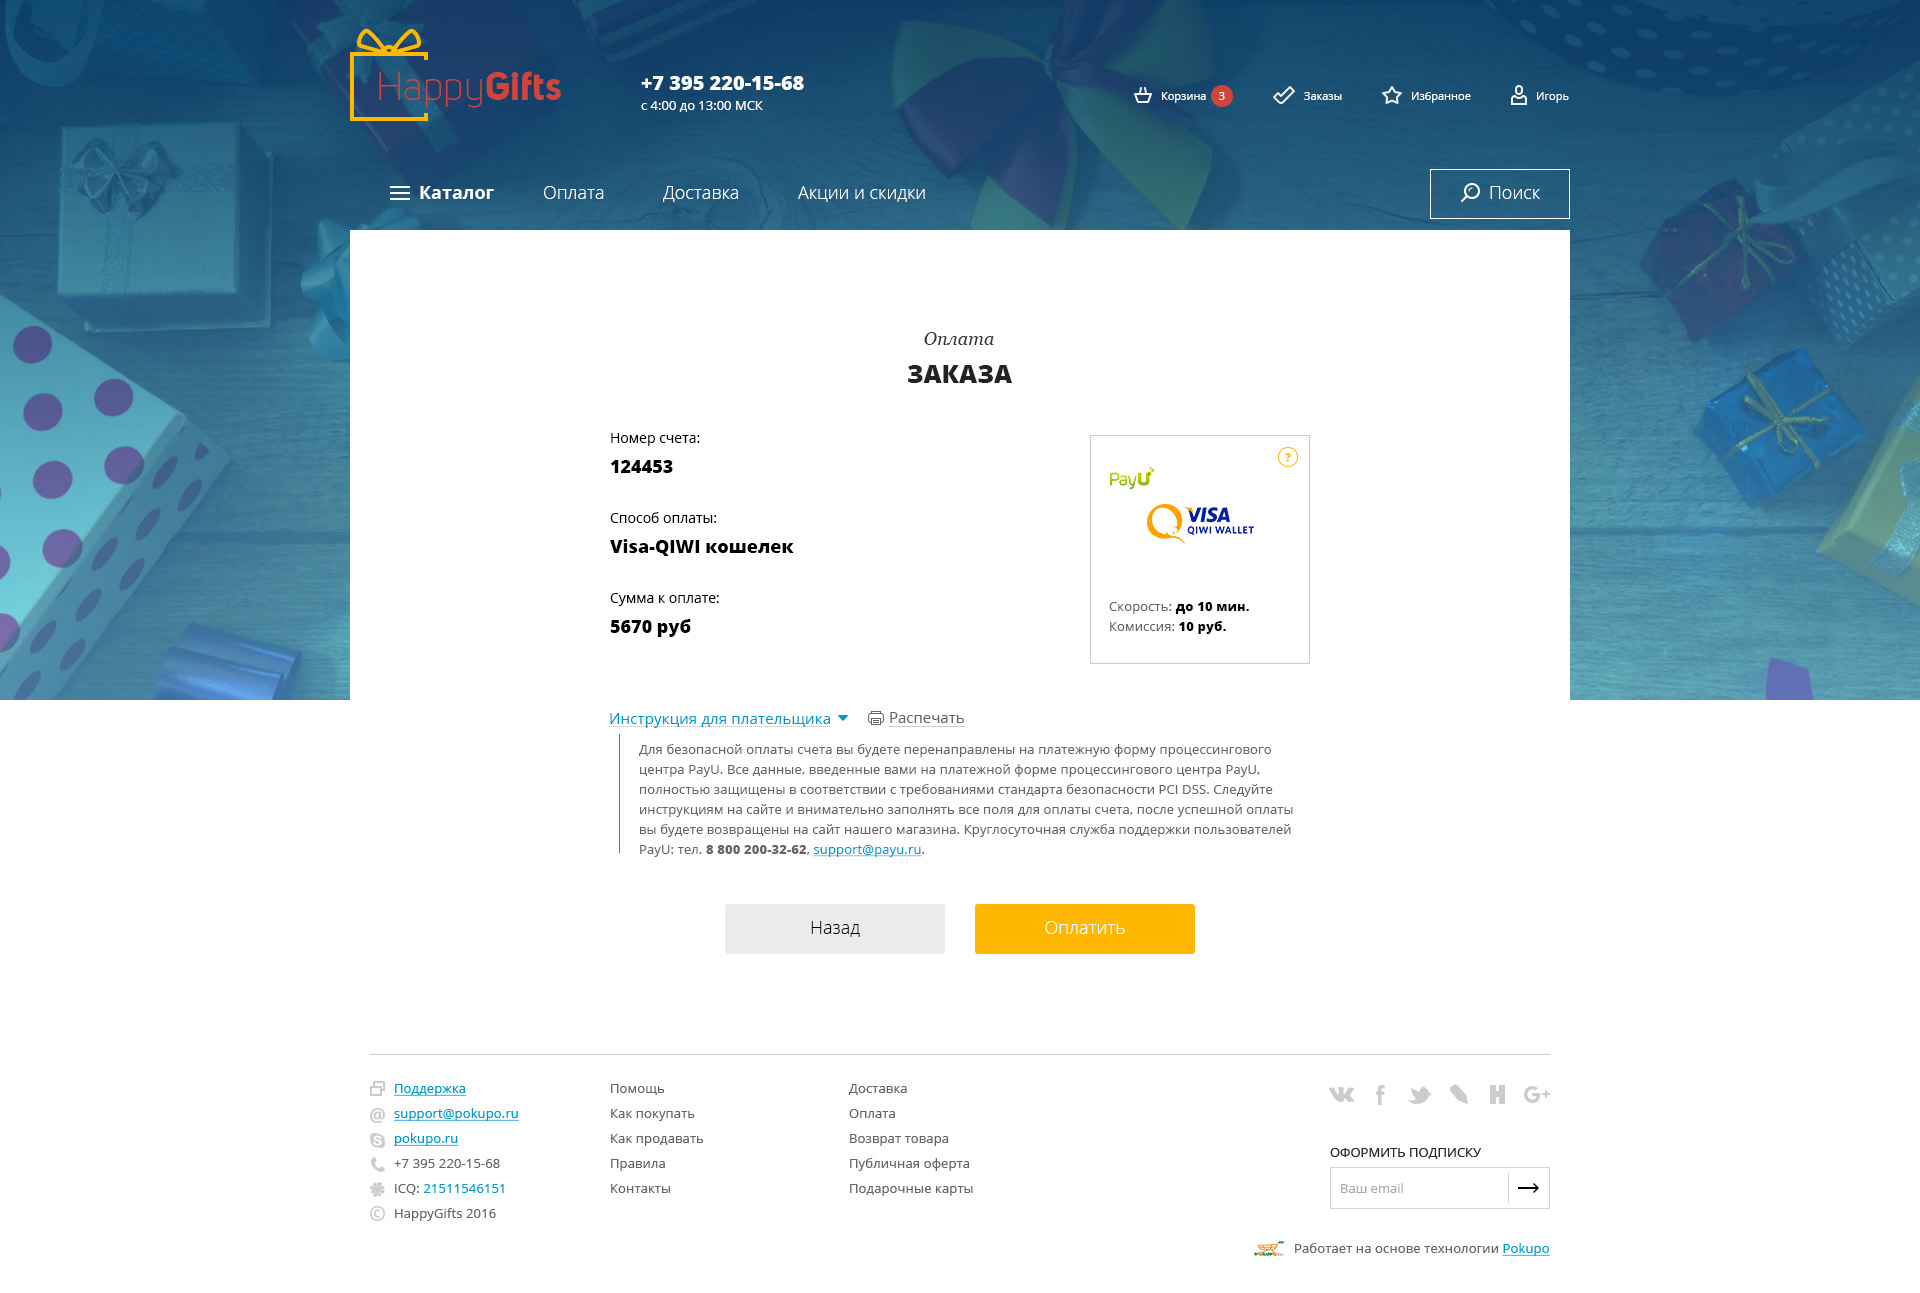 HappyGifts
+7 395 220-15-68
с 4:00 до 13:00 МСК
Корзина 3
Заказы
Избранное
Игорь
Каталог
Оплата
Доставка
Акции и скидки
Поиск
Оплата
ЗАКАЗА
Номер счета:
124453
Способ оплаты:
Visa-QIWI кошелек
Сумма к оплате:
5670 руб
?
PayU
VISA
QIWI WALLET
Скорость: до 10 мин.
Комиссия: 10 руб.
Инструкция для плательщика
Распечать
Для безопасной оплаты счета вы будете перенаправлены на платежную форму процессингового
центра PayU. Все данные, введенные вами на платежной форме процессингового центра PayU,
полностью защищены в соответствии с требованиями стандарта безопасности PCI DSS. Следуйте
инструкциям на сайте и внимательно заполнять все поля для оплаты счета, после успешной оплаты
вы будете возвращены на сайт нашего магазина. Круглосуточная служба поддержки пользователей
PayU: тел. 8 800 200-32-62, support@payu.ru.
Назад
Оплатить
Поддержка
support@pokupo.ru
pokupo.ru
+7 395 220-15-68
ICQ: 21511546151
HappyGifts 2016
Помощь
Как покупать
Как продавать
Правила
Контакты
Доставка
Оплата
Возврат товара
Публичная оферта
Подарочные карты
ОФОРМИТЬ ПОДПИСКУ
Ваш email
Работает на основе технологии Pokupo